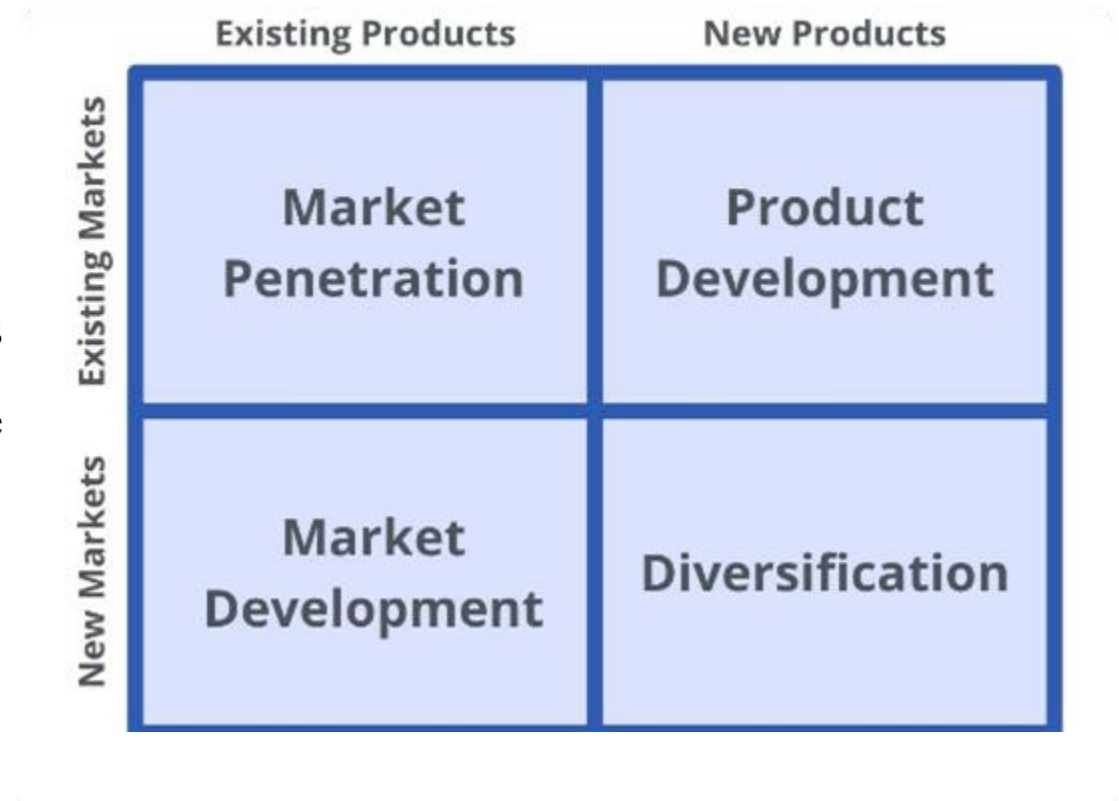 Existing Products
New Products
Existing Markets
Market
Penetration
Product
Development
New Markets
Market
Development
Diversification